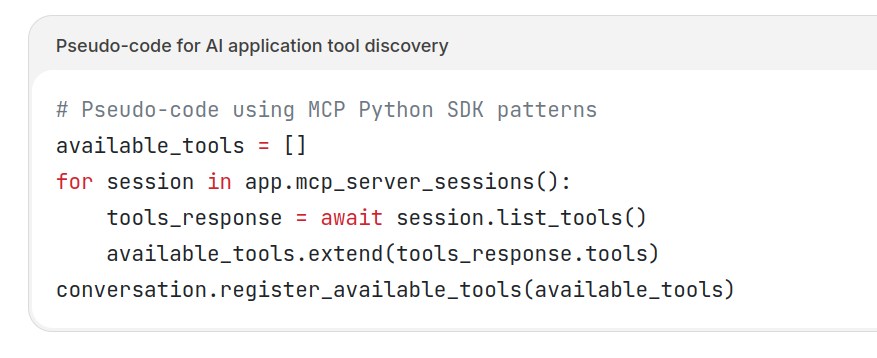 Pseudo-code for AI application tool discovery
# Pseudo-code using MCP Python SDK patterns
available_tools = []
for session in app.mcp_server_sessions():
    tools_response = await session.list_tools()
    available_tools.extend(tools_response.tools)
conversation.register_available_tools(available_tools)